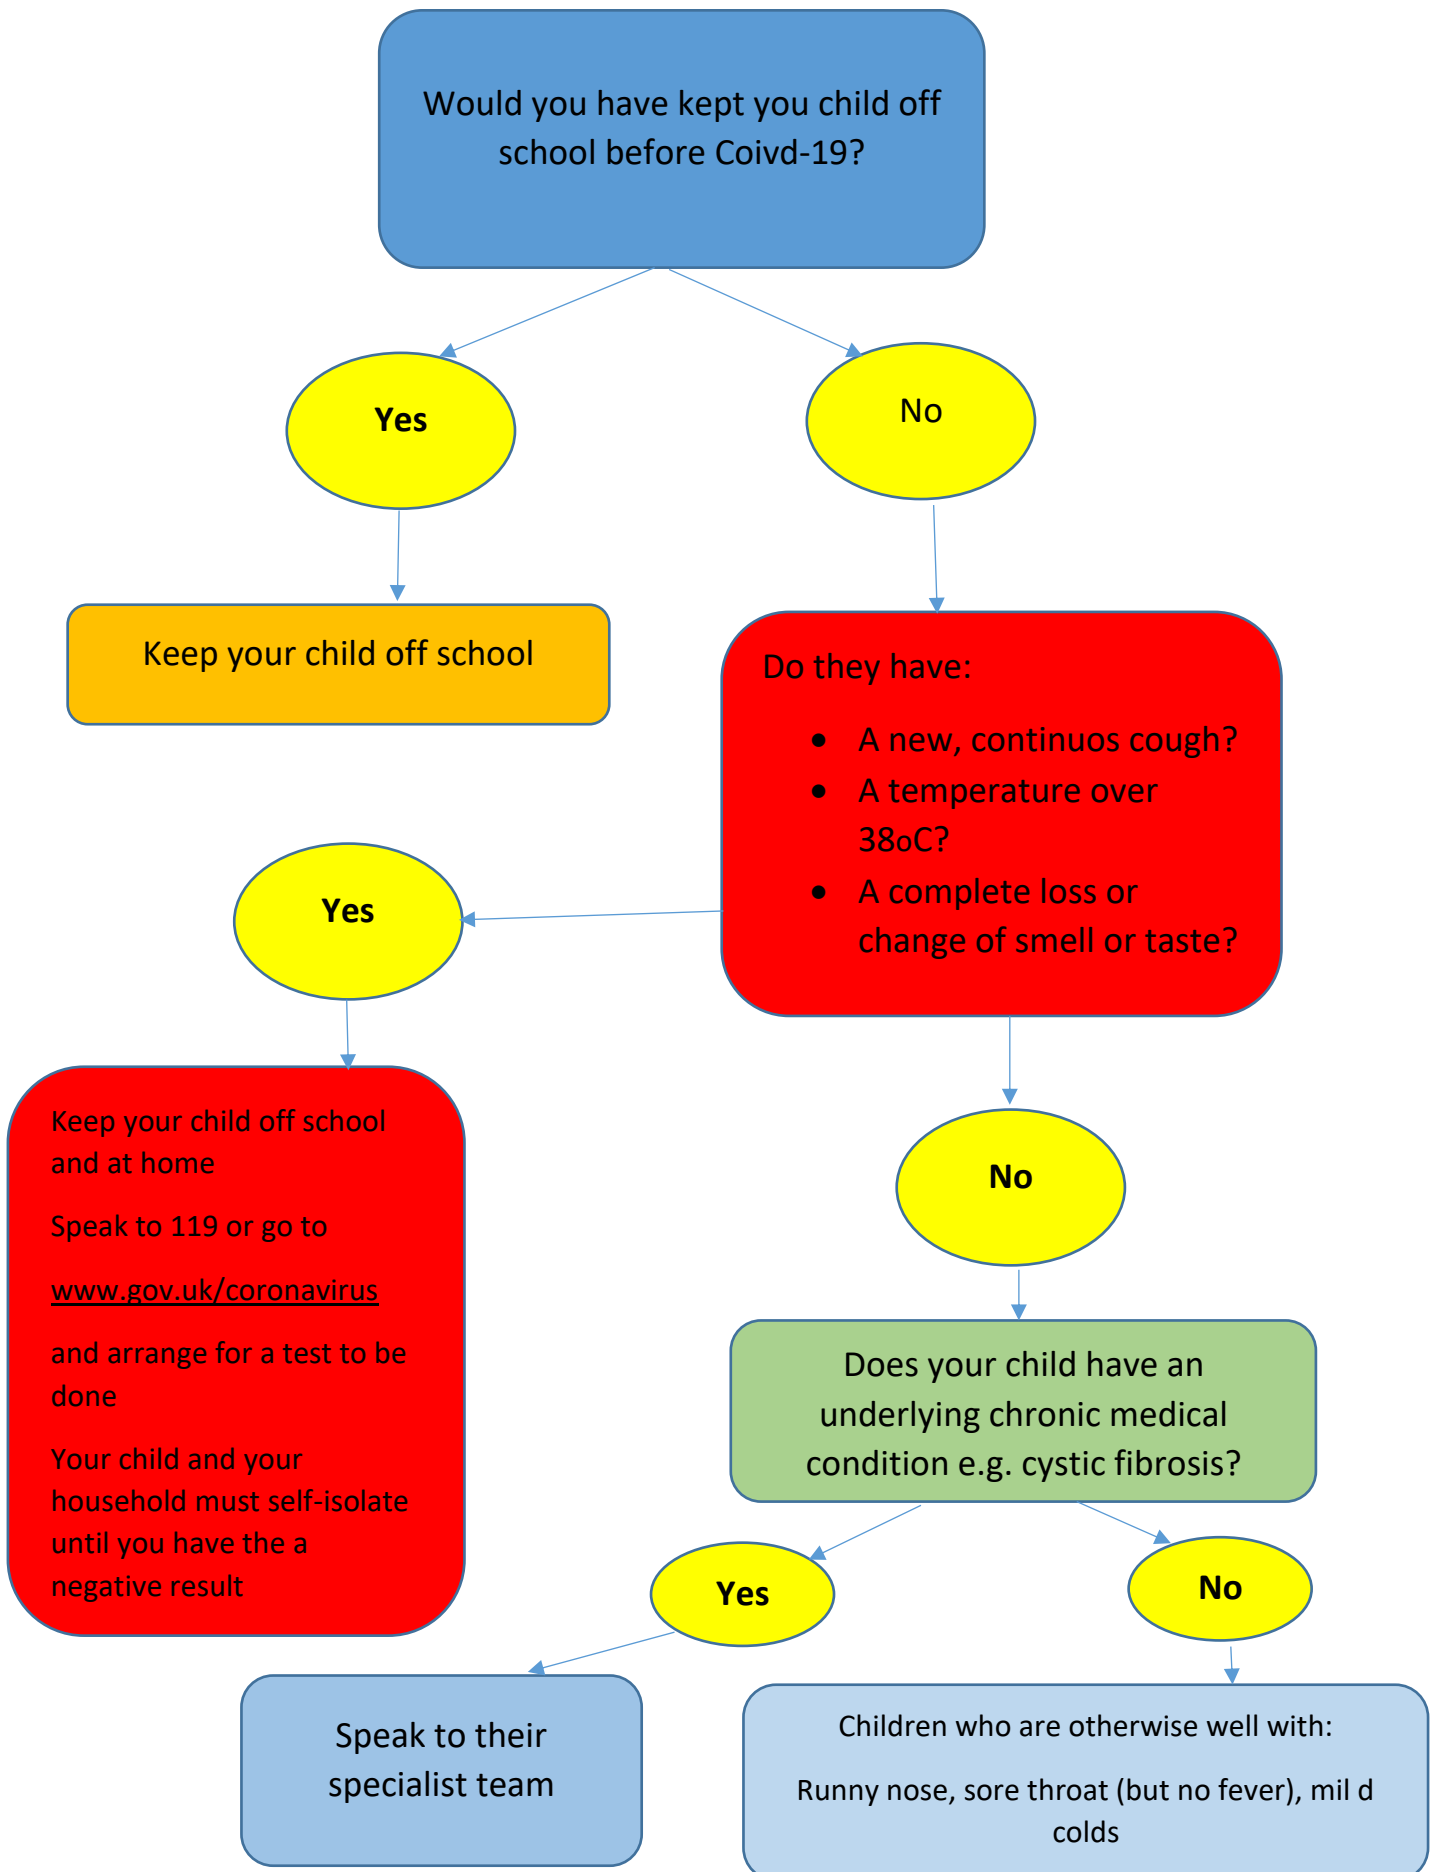 Would you have kept you child off
school before Coivd-19?
Yes
No
Keep your child off school
Do they have:
• A new, continuos cough?
• A temperature over
38oC?
• A complete loss or
change of smell or taste?
Yes
Keep your child off school
and at home
Speak to 119 or go to
www.gov.uk/coronavirus
and arrange for a test to be
done
Your child and your
household must self-isolate
until you have the a
negative result
No
Does your child have an
underlying chronic medical
condition e.g. cystic fibrosis?
Yes
No
Speak to their
specialist team
Children who are otherwise well with:
Runny nose, sore throat (but no fever), mil d
colds